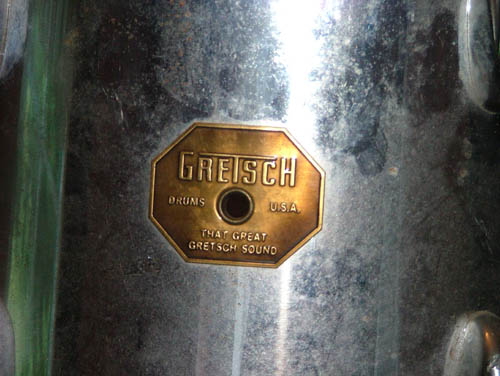 GRETSCH
DRUMS U.S.A.
THAT GREAT
GRETSCH SOUND